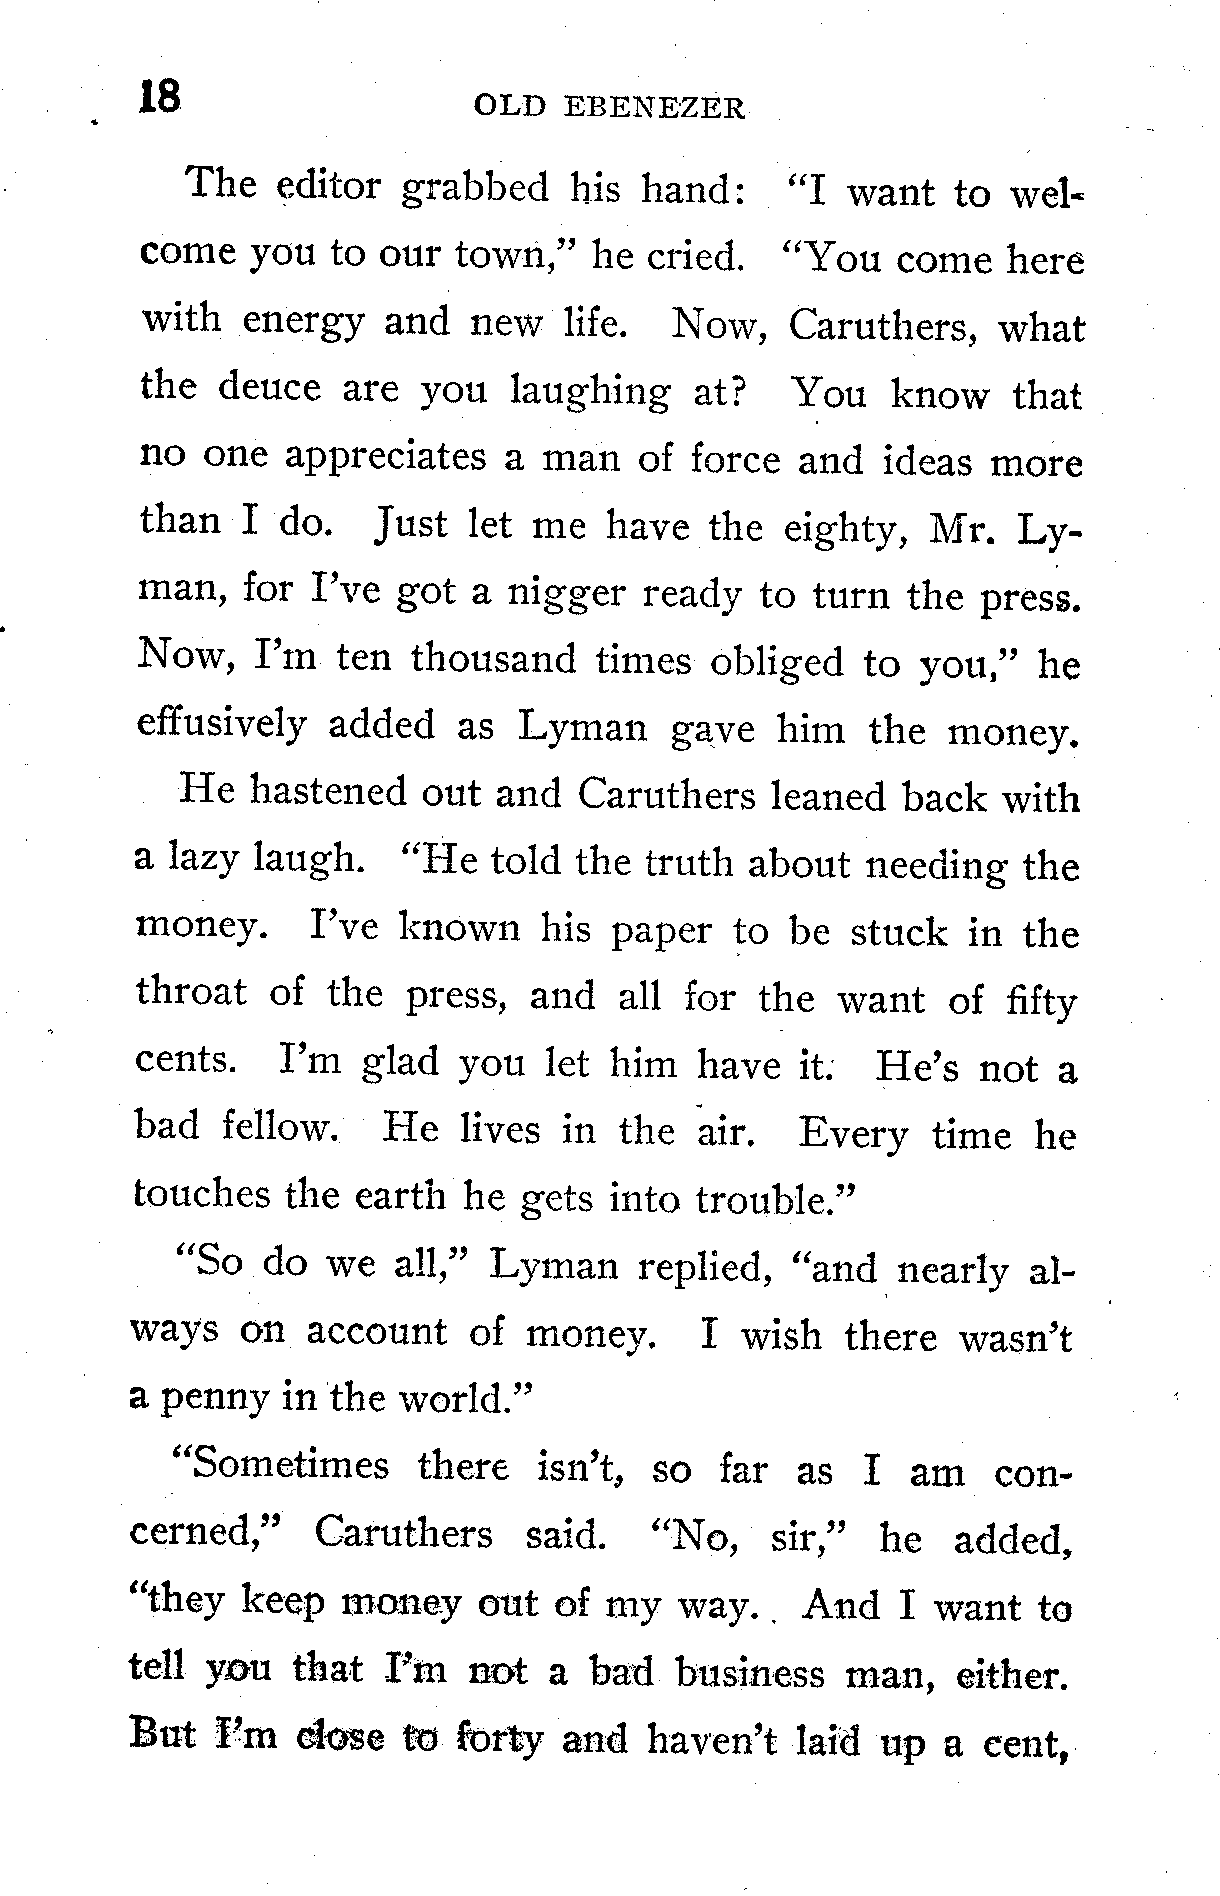 18
OLD EBENEZER
The editor grabbed his hand: “I want to wel-
come you to our town,” he cried. “You come here
with energy and new life. Now, Caruthers, what
the deuce are you laughing at? You know that
no one appreciates a man of force and ideas more
than I do. Just let me have the eighty, Mr. Ly-
man, for I’ve got a nigger ready to turn the press.
Now, I’m ten thousand times obliged to you,” he
effusively added as Lyman gave him the money.
He hastened out and Caruthers leaned back with
a lazy laugh. “He told the truth about needing the
money. I’ve known his paper to be stuck in the
throat of the press, and all for the want of fifty
cents. I’m glad you let him have it. He’s not a
bad fellow. He lives in the air. Every time he
touches the earth he gets into trouble.”
“So do we all,” Lyman replied, “and nearly al-
ways on account of money. I wish there wasn’t
a penny in the world.”
“Sometimes there isn’t, so far as I am con-
cerned,” Caruthers said. “No, sir,” he added,
“they keep money out of my way. And I want to
tell you that I’m not a bad business man, either.
But I’m close to forty and haven’t laid up a cent,